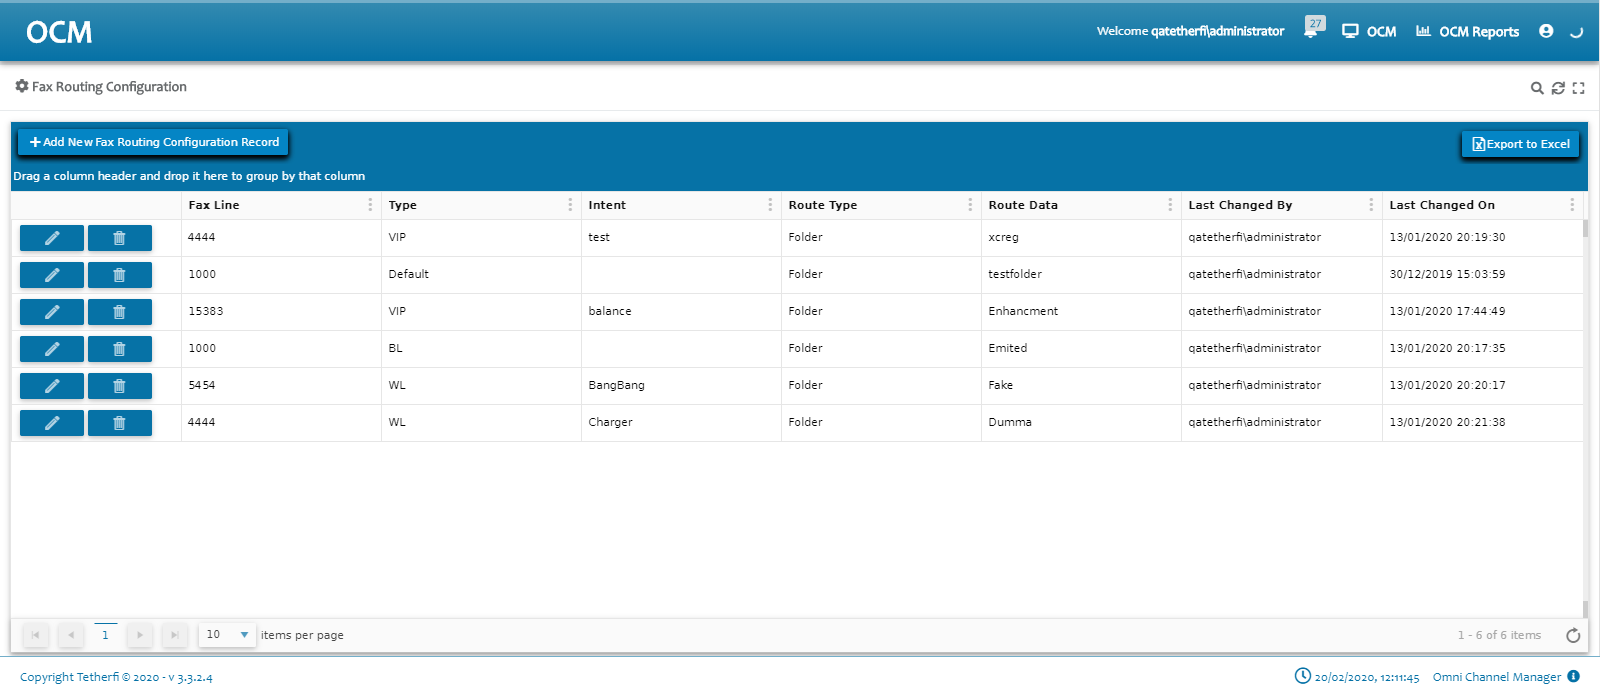 OCM
Welcome qatetherfi\administrator 27 OCM OCM Reports
Fax Routing Configuration
Add New Fax Routing Configuration Record Export to Excel
Drag a column header and drop it here to group by that column
Fax Line Type Intent Route Type Route Data Last Changed By Last Changed On
4444 VIP test Folder xcreg qatetherfi\administrator 13/01/2020 20:19:30
1000 Default Folder testfolder qatetherfi\administrator 30/12/2019 15:03:59
15383 VIP balance Folder Enhancment qatetherfi\administrator 13/01/2020 17:44:49
1000 BL Folder Emited qatetherfi\administrator 13/01/2020 20:17:35
5454 WL BangBang Folder Fake qatetherfi\administrator 13/01/2020 20:20:17
4444 WL Charger Folder Dumma qatetherfi\administrator 13/01/2020 20:21:38
1 10 items per page 1 - 6 of 6 items
Copyright Tetherfi © 2020 - v 3.3.2.4 20/02/2020, 12:11:45 Omni Channel Manager